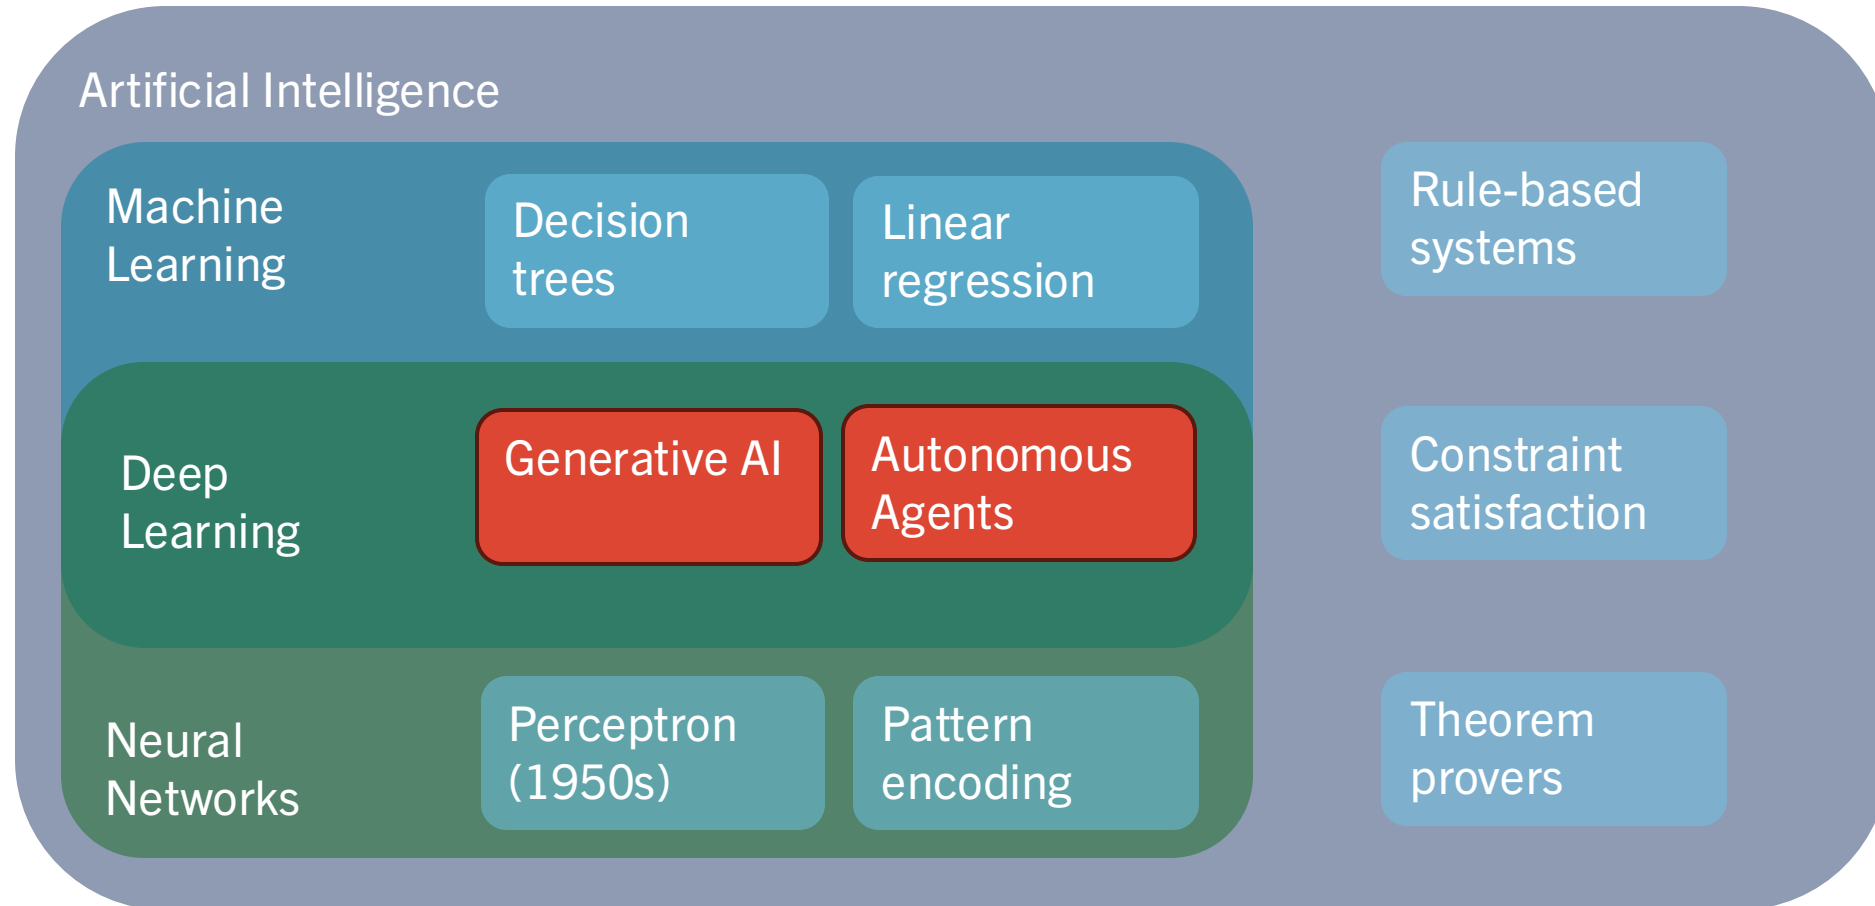 Artificial Intelligence
Machine
Learning
Decision
trees
Linear
regression
Rule-based
systems
Deep
Learning
Generative AI
Autonomous
Agents
Constraint
satisfaction
Neural
Networks
Perceptron
(1950s)
Pattern
encoding
Theorem
provers